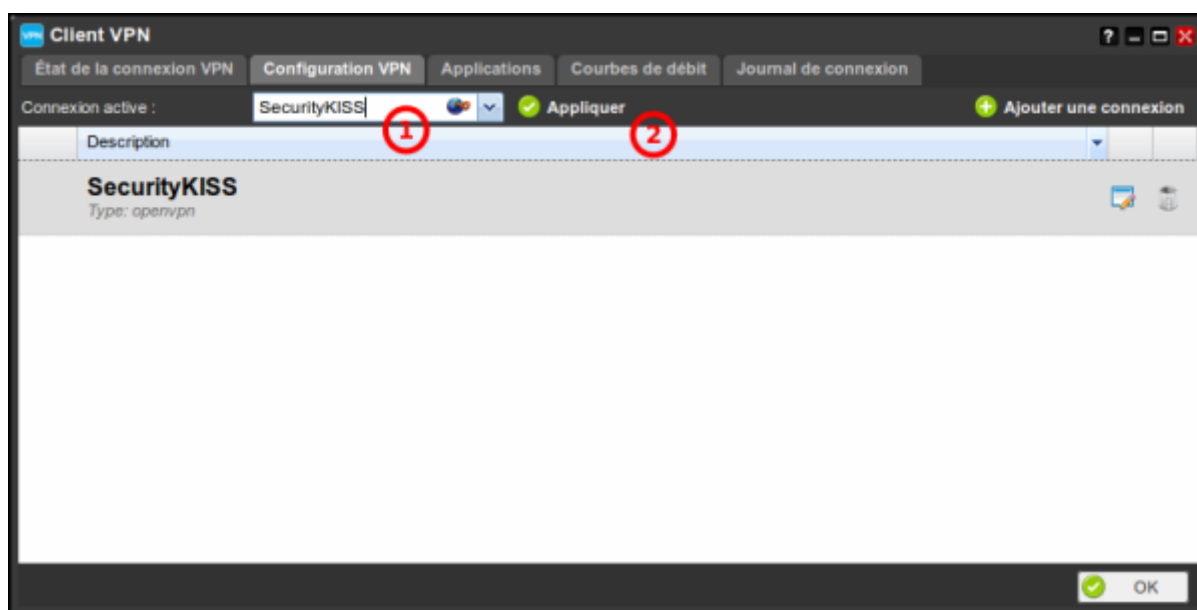 VPN Client VPN ?
État de la connexion VPN Configuration VPN Applications Courbes de débit Journal de connexion
Connexion active : SecurityKISS Appliquer Ajouter une connexion
1 2
Description
SecurityKISS
Type: openvpn
OK